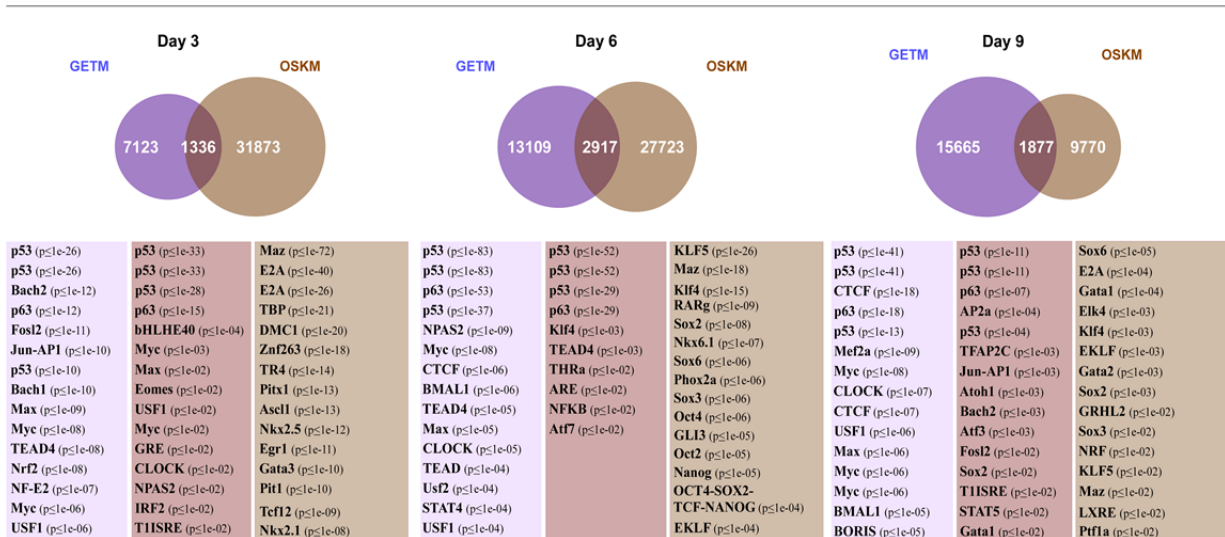 Day 3
GETM
OSKM
7123
1336
31873
p53 (p≤1e-26)
p53 (p≤1e-26)
Bach2 (p≤1e-12)
p63 (p≤1e-12)
Fosl2 (p≤1e-11)
Jun-AP1 (p≤1e-10)
p53 (p≤1e-10)
Bach1 (p≤1e-10)
Max (p≤1e-09)
Myc (p≤1e-08)
TEAD4 (p≤1e-08)
Nrf2 (p≤1e-08)
NF-E2 (p≤1e-07)
Myc (p≤1e-06)
USF1 (p≤1e-06)
p53 (p≤1e-33)
p53 (p≤1e-33)
p53 (p≤1e-28)
p63 (p≤1e-15)
bHLHE40 (p≤1e-04)
Myc (p≤1e-03)
Max (p≤1e-02)
Eomes (p≤1e-02)
USF1 (p≤1e-02)
Myc (p≤1e-02)
GRE (p≤1e-02)
CLOCK (p≤1e-02)
NPAS2 (p≤1e-02)
IRF2 (p≤1e-02)
T1ISRE (p≤1e-02)
Maz (p≤1e-72)
E2A (p≤1e-40)
E2A (p≤1e-26)
TBP (p≤1e-21)
DMC1 (p≤1e-20)
Znf263 (p≤1e-18)
TR4 (p≤1e-14)
Pitx1 (p≤1e-13)
Ascl1 (p≤1e-13)
Nkx2.5 (p≤1e-12)
Egr1 (p≤1e-11)
Gata3 (p≤1e-10)
Pit1 (p≤1e-10)
Tcf12 (p≤1e-09)
Nkx2.1 (p≤1e-08)
Day 6
GETM
OSKM
13109
2917
27723
p53 (p≤1e-83)
p53 (p≤1e-83)
p63 (p≤1e-53)
p53 (p≤1e-37)
NPAS2 (p≤1e-09)
Myc (p≤1e-08)
CTCF (p≤1e-06)
BMAL1 (p≤1e-06)
TEAD4 (p≤1e-05)
Max (p≤1e-05)
CLOCK (p≤1e-05)
TEAD (p≤1e-04)
Usf2 (p≤1e-04)
STAT4 (p≤1e-04)
USF1 (p≤1e-04)
p53 (p≤1e-52)
p53 (p≤1e-52)
p53 (p≤1e-29)
p63 (p≤1e-29)
Klf4 (p≤1e-03)
TEAD4 (p≤1e-03)
THRa (p≤1e-02)
ARE (p≤1e-02)
NFKB (p≤1e-02)
Atf7 (p≤1e-02)
KLF5 (p≤1e-26)
Maz (p≤1e-18)
Klf4 (p≤1e-15)
RARg (p≤1e-09)
Sox2 (p≤1e-08)
Nkx6.1 (p≤1e-07)
Sox6 (p≤1e-06)
Phox2a (p≤1e-06)
Sox3 (p≤1e-06)
Oct4 (p≤1e-06)
GLI3 (p≤1e-05)
Oct2 (p≤1e-05)
Nanog (p≤1e-05)
OCT4-SOX2-
TCF-NANOG (p≤1e-04)
EKLF (p≤1e-04)
Day 9
GETM
OSKM
15665
1877
9770
p53 (p≤1e-41)
p53 (p≤1e-41)
CTCF (p≤1e-18)
p63 (p≤1e-18)
p53 (p≤1e-13)
Mef2a (p≤1e-09)
Myc (p≤1e-08)
CLOCK (p≤1e-07)
CTCF (p≤1e-07)
USF1 (p≤1e-06)
Max (p≤1e-06)
Myc (p≤1e-06)
Myc (p≤1e-06)
BMAL1 (p≤1e-05)
BORIS (p≤1e-05)
p53 (p≤1e-11)
p53 (p≤1e-11)
p63 (p≤1e-07)
AP2a (p≤1e-04)
p53 (p≤1e-04)
TFAP2C (p≤1e-03)
Jun-AP1 (p≤1e-03)
Atoh1 (p≤1e-03)
Bach2 (p≤1e-03)
Atf3 (p≤1e-03)
Fosl2 (p≤1e-02)
Sox2 (p≤1e-02)
T1ISRE (p≤1e-02)
STAT5 (p≤1e-02)
Gata1 (p≤1e-02)
Sox6 (p≤1e-05)
E2A (p≤1e-04)
Gata1 (p≤1e-04)
Elk4 (p≤1e-03)
Klf4 (p≤1e-03)
EKLF (p≤1e-03)
Gata2 (p≤1e-03)
Sox2 (p≤1e-03)
GRHL2 (p≤1e-02)
Sox3 (p≤1e-02)
NRF (p≤1e-02)
KLF5 (p≤1e-02)
Maz (p≤1e-02)
LXRE (p≤1e-02)
Ptf1a (p≤1e-02)